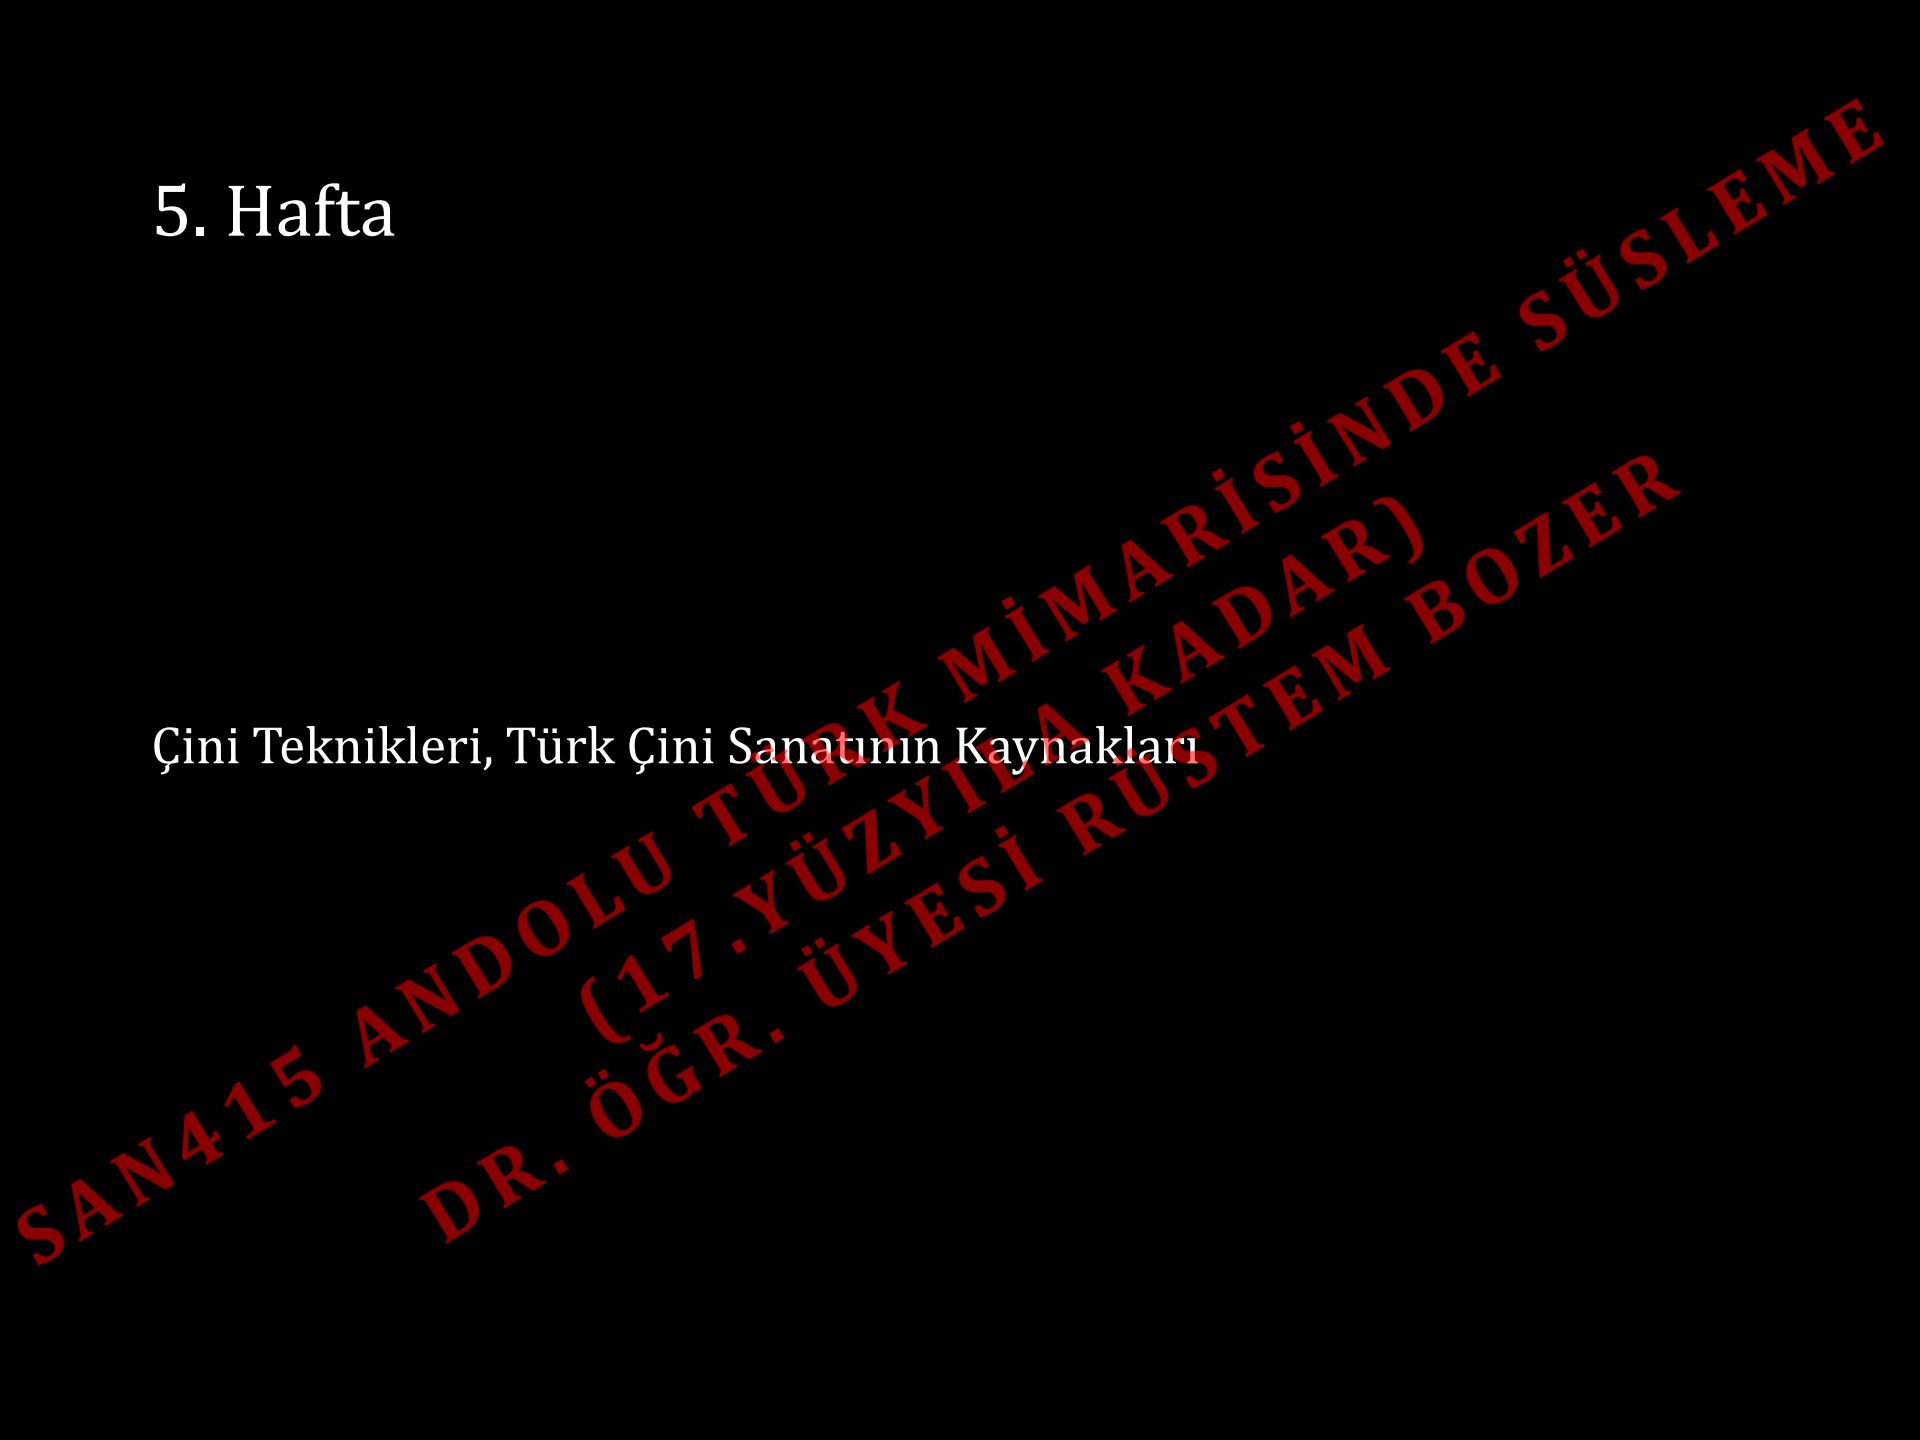 5. Hafta
Çini Teknikleri, Türk Çini Sanatının Kaynakları
SAN415 ANDOLU TÜRK MİMARİSİNDE SÜSLEME
(17.YÜZYILA KADAR)
DR. ÖĞR. ÜYESİ RÜSTEM BOZER